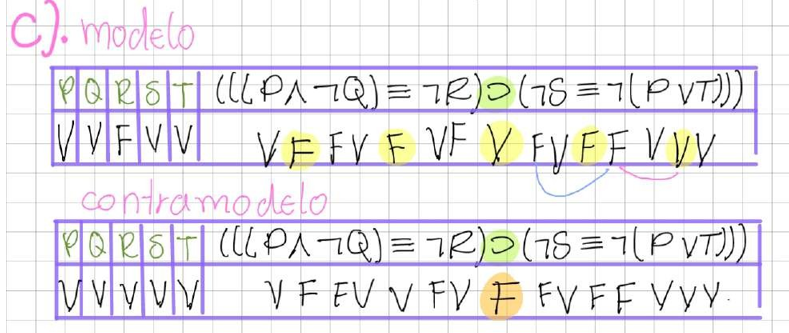 c). modelo
P Q R S T (((P∧¬Q)≡¬R)⊃(¬S≡¬(P∨T)))
V V F V V V F F V F V F V F V F F V V V
contramodelo
P Q R S T (((P∧¬Q)≡¬R)⊃(¬S≡¬(P∨T)))
V V V V V V F F V V F V F F V F F V V V.